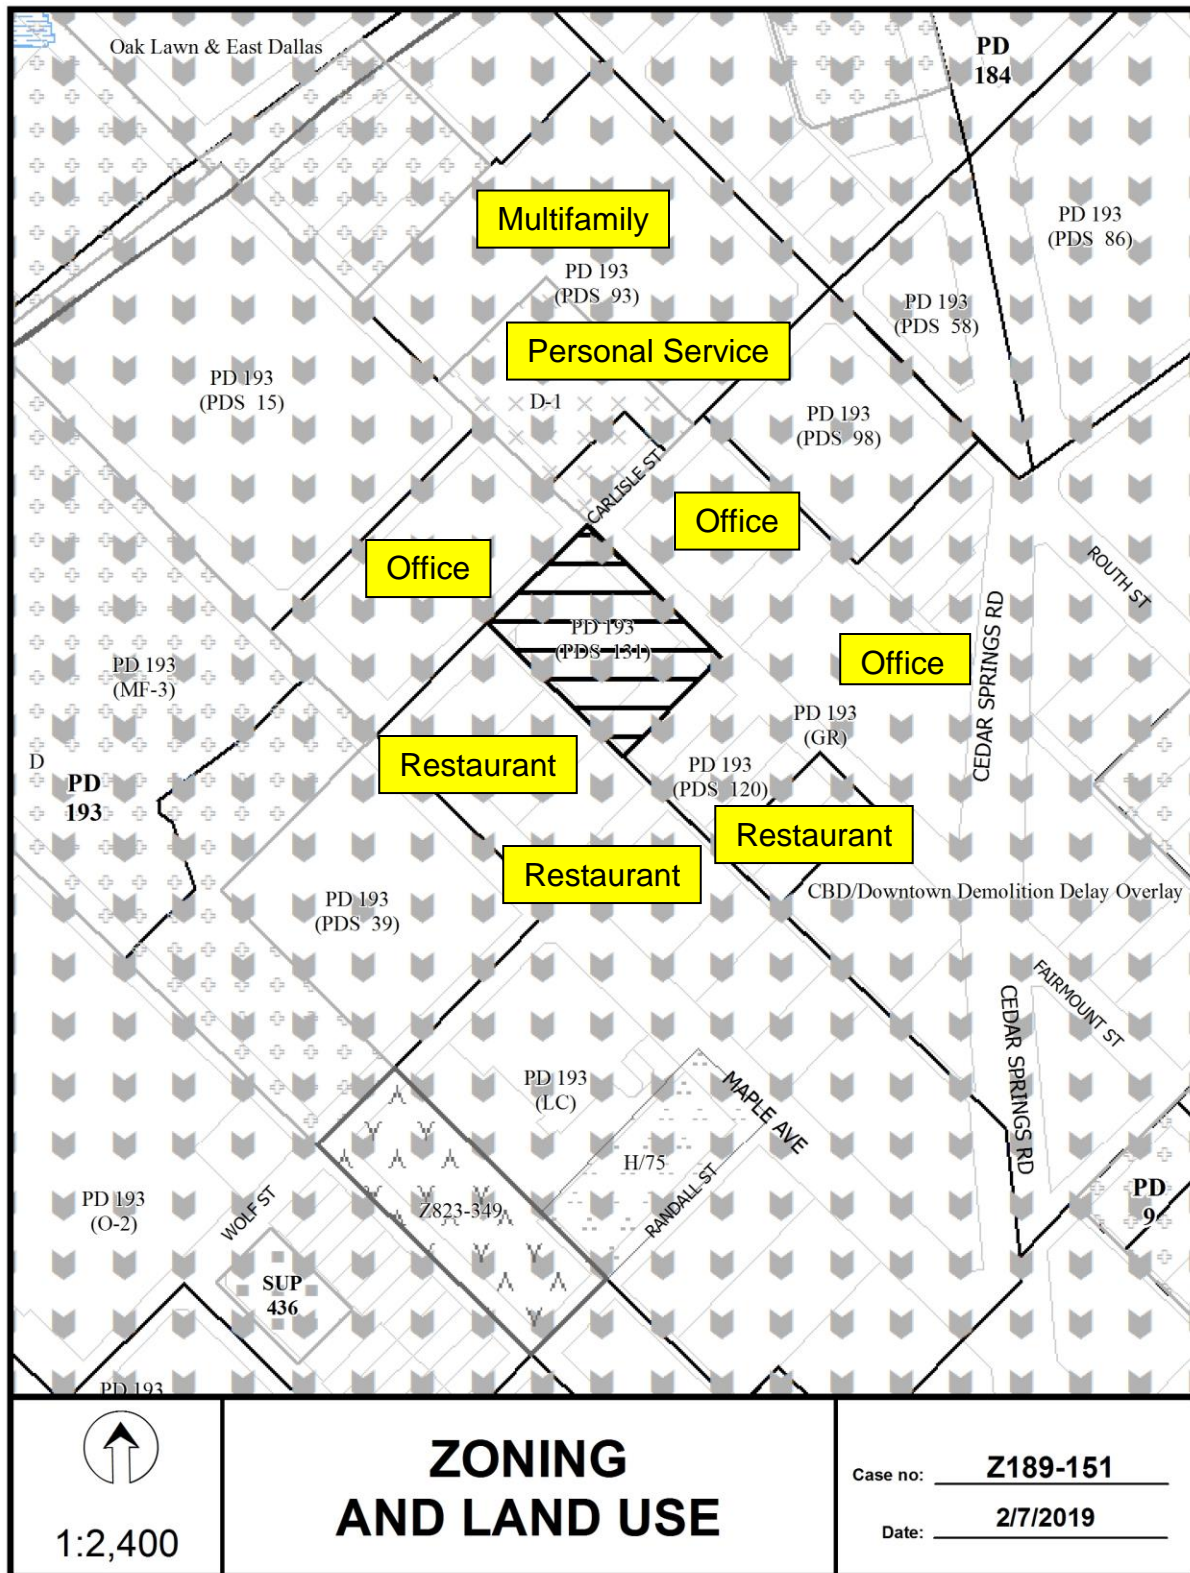 Oak Lawn & East Dallas
PD
184
Multifamily
PD 193
(PDS 86)
PD 193
(PDS 93)
PD 193
(PDS 58)
Personal Service
PD 193
(PDS 15)
D-1
PD 193
(PDS 98)
CARLISLE ST
Office
Office
ROUTH ST
PD 193
(PDS 131)
CEDAR SPRINGS RD
Office
PD 193
(MF-3)
PD 193
(GR)
Restaurant
D
PD
193
PD 193
(PDS 120)
Restaurant
Restaurant
CBD/Downtown Demolition Delay Overlay
PD 193
(PDS 39)
FAIRMOUNT ST
CEDAR SPRINGS RD
PD 193
(LC)
MAPLE AVE
H/75
RANDALL ST
PD
9
PD 193
(O-2)
WOLF ST
Z823-349
SUP
436
PD 193
1:2,400
ZONING
AND LAND USE
Case no: Z189-151
Date: 2/7/2019